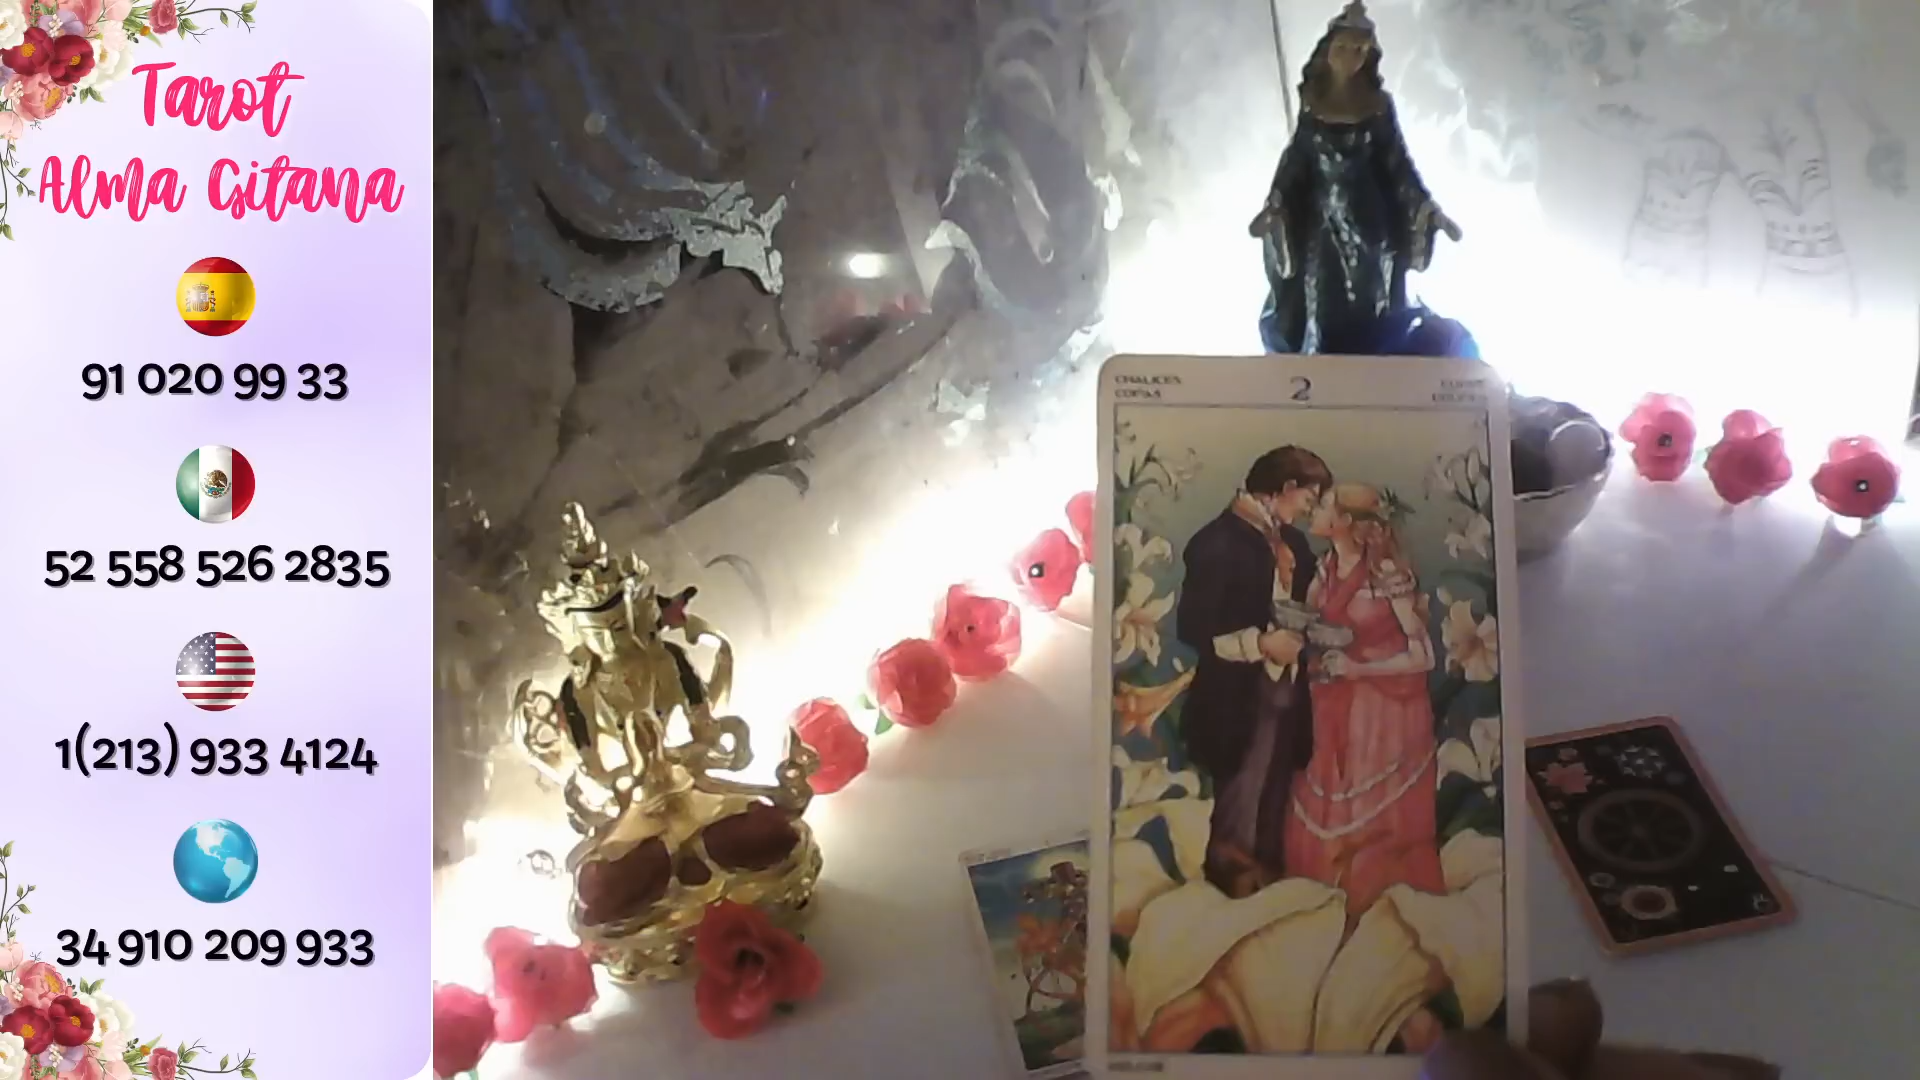 Tarot
Alma Gitana
91 020 99 33
52 558 526 2835
1(213) 933 4124
34 910 209 933
CHALICES
COPAS
2